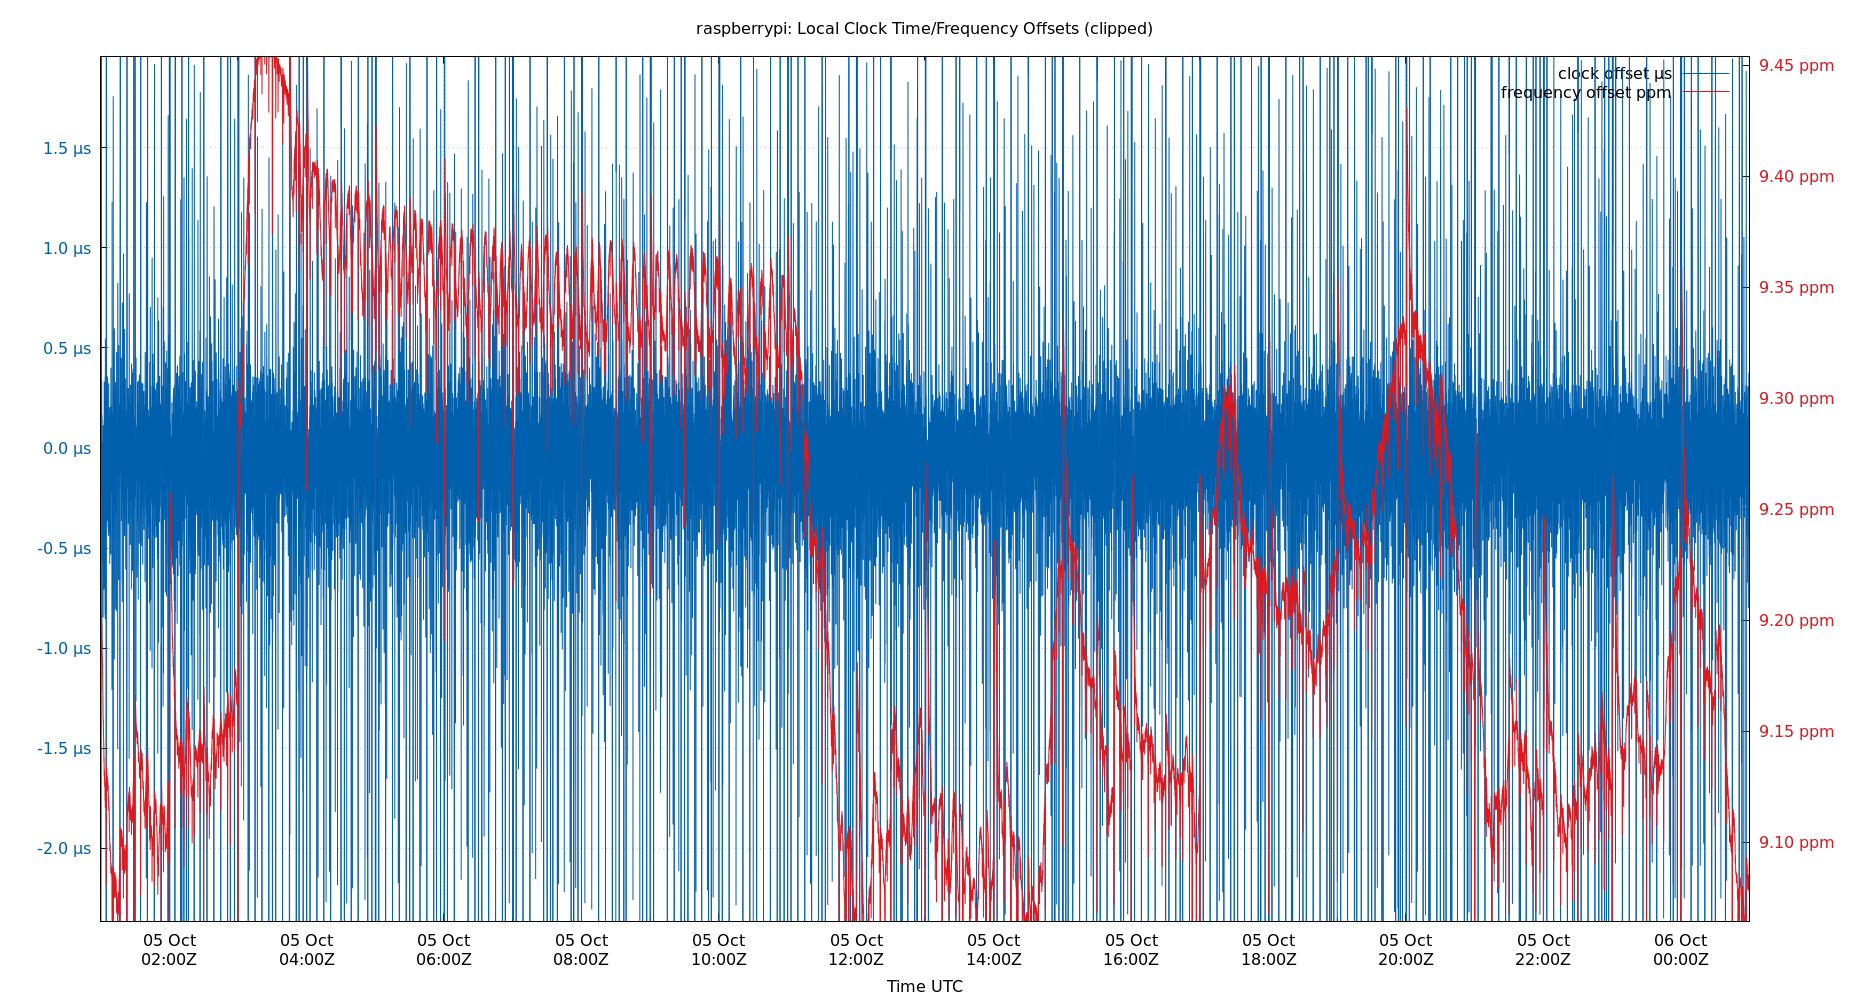 raspberrypi: Local Clock Time/Frequency Offsets (clipped)
clock offset µs
frequency offset ppm
1.5 µs
1.0 µs
0.5 µs
0.0 µs
-0.5 µs
-1.0 µs
-1.5 µs
-2.0 µs
9.45 ppm
9.40 ppm
9.35 ppm
9.30 ppm
9.25 ppm
9.20 ppm
9.15 ppm
9.10 ppm
05 Oct 05 Oct 05 Oct 05 Oct 05 Oct 05 Oct 05 Oct 05 Oct 05 Oct 05 Oct 05 Oct 06 Oct
02:00Z 04:00Z 06:00Z 08:00Z 10:00Z 12:00Z 14:00Z 16:00Z 18:00Z 20:00Z 22:00Z 00:00Z
Time UTC